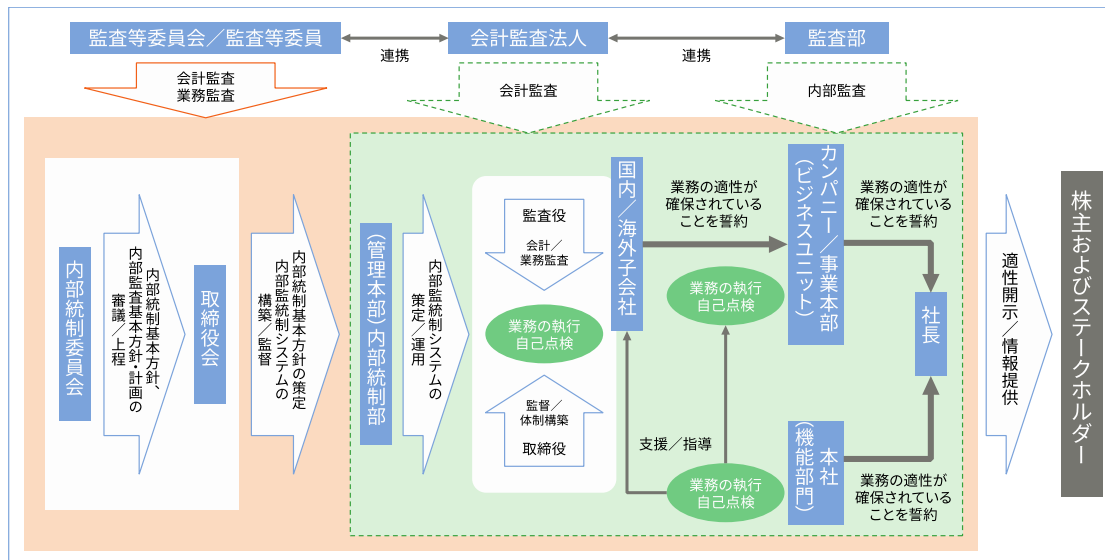 監査等委員会／監査等委員
連携
会計監査法人
連携
監査部
会計監査
業務監査
会計監査
内部監査
内部統制委員会
内部統制基本方針、
内部監査基本方針・計画の
審議／上程
取締役会
内部統制基本方針の策定
内部監統制システムの
構築／監督
（管理本部）内部統制部
内部監統制システムの
策定／運用
監査役
会計／
業務監査
業務の執行
自己点検
監督／
体制構築
取締役
国内／海外子会社
業務の適性が
確保されている
ことを誓約
業務の執行
自己点検
支援／指導
業務の執行
自己点検
カンパニー／事業本部
（ビジネスユニット）
本社
（機能部門）
業務の適性が
確保されている
ことを誓約
社長
業務の適性が
確保されている
ことを誓約
適性開示／情報提供
株主およびステークホルダー